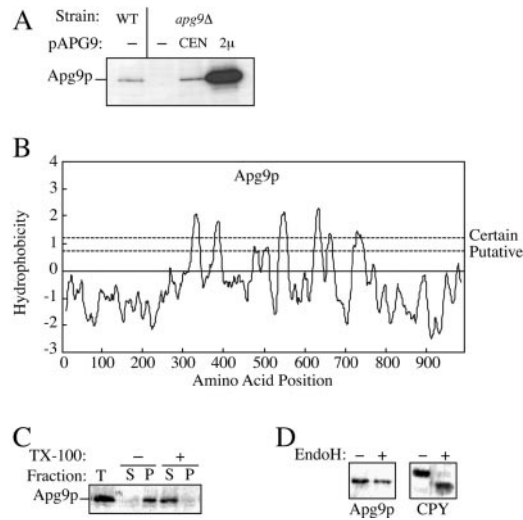 A
Strain: WT apg9Δ
pAPG9: – – CEN 2μ
Apg9p
B
Apg9p
4
3
2
1
0
-1
-2
-3
Hydrophobicity
Certain
Putative
0 100 200 300 400 500 600 700 800 900
Amino Acid Position
C
TX-100: – +
Fraction: T S P S P
Apg9p
D
EndoH: – + – +
Apg9p CPY